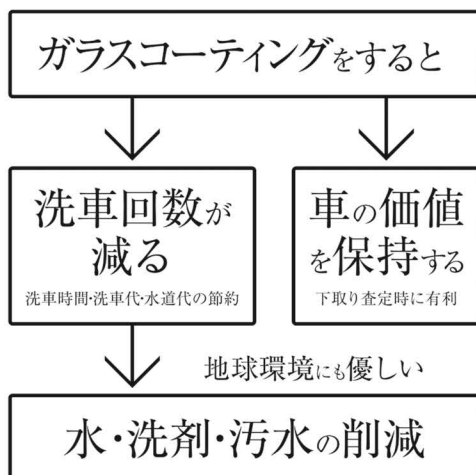 ガラスコーティングをすると
洗車回数が
減る
洗車時間・洗車代・水道代の節約
車の価値
を保持する
下取り査定時に有利
地球環境にも優しい
水・洗剤・汚水の削減